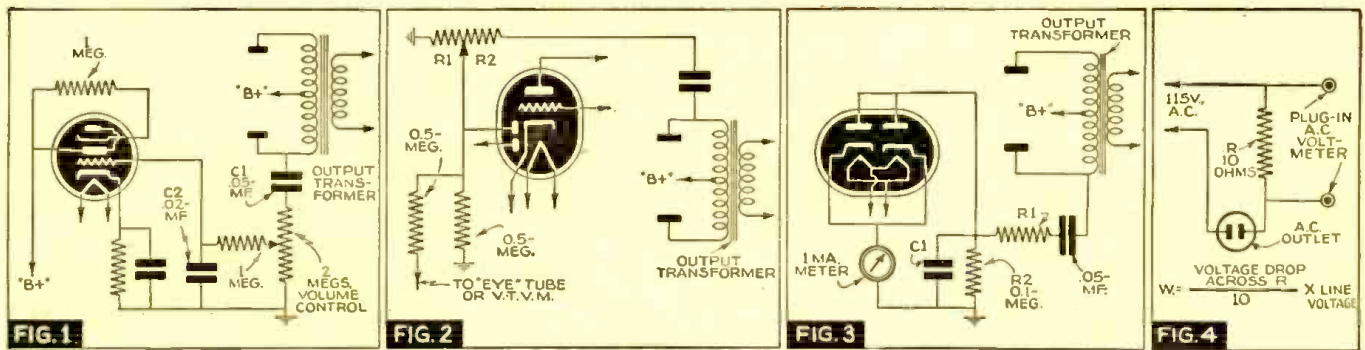 1
MEG.
"B+"
"B+"
C2
.02-
MF.
C1
.05-
MF.
OUTPUT
TRANS-
FORMER
1
MEG.
2
MEGS.
VOLUME
CONTROL
FIG.1
R1 R2
0.5-
MEG.
0.5-
MEG.
"B+"
OUTPUT
TRANSFORMER
TO "EYE" TUBE
OR V.T.V.M.
FIG.2
OUTPUT
TRANSFORMER
"B+"
1 MA.
METER
C1
R1
R2
0.1-
MEG.
.05-
MF.
FIG.3
115V.,
A.C.
PLUG-IN
A.C.
VOLT-
METER
R
10
OHMS
A.C.
OUTLET
W.= VOLTAGE DROP ACROSS R / 10 X LINE VOLTAGE
FIG.4